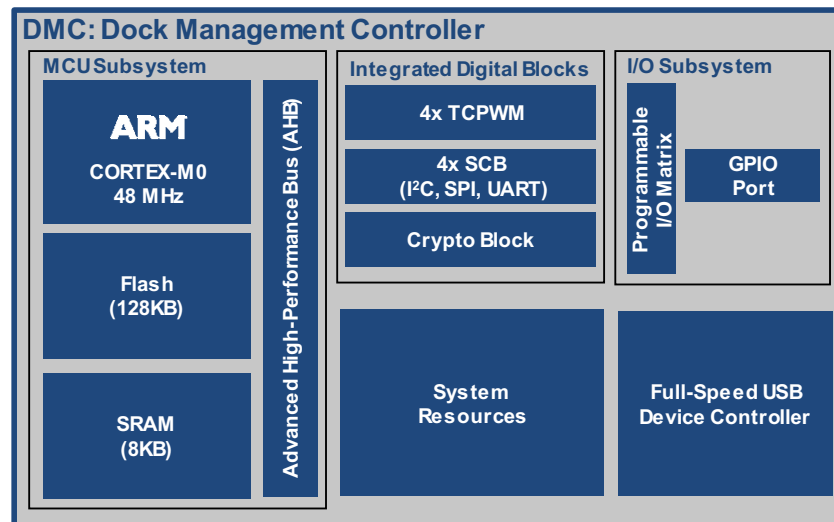 DMC: Dock Management Controller
MCU Subsystem
ARM
CORTEX-M0
48 MHz
Flash
(128KB)
SRAM
(8KB)
Advanced High-Performance Bus (AHB)
Integrated Digital Blocks
4x TCPWM
4x SCB
(I²C, SPI, UART)
Crypto Block
I/O Subsystem
Programmable
I/O Matrix
GPIO
Port
System
Resources
Full-Speed USB
Device Controller